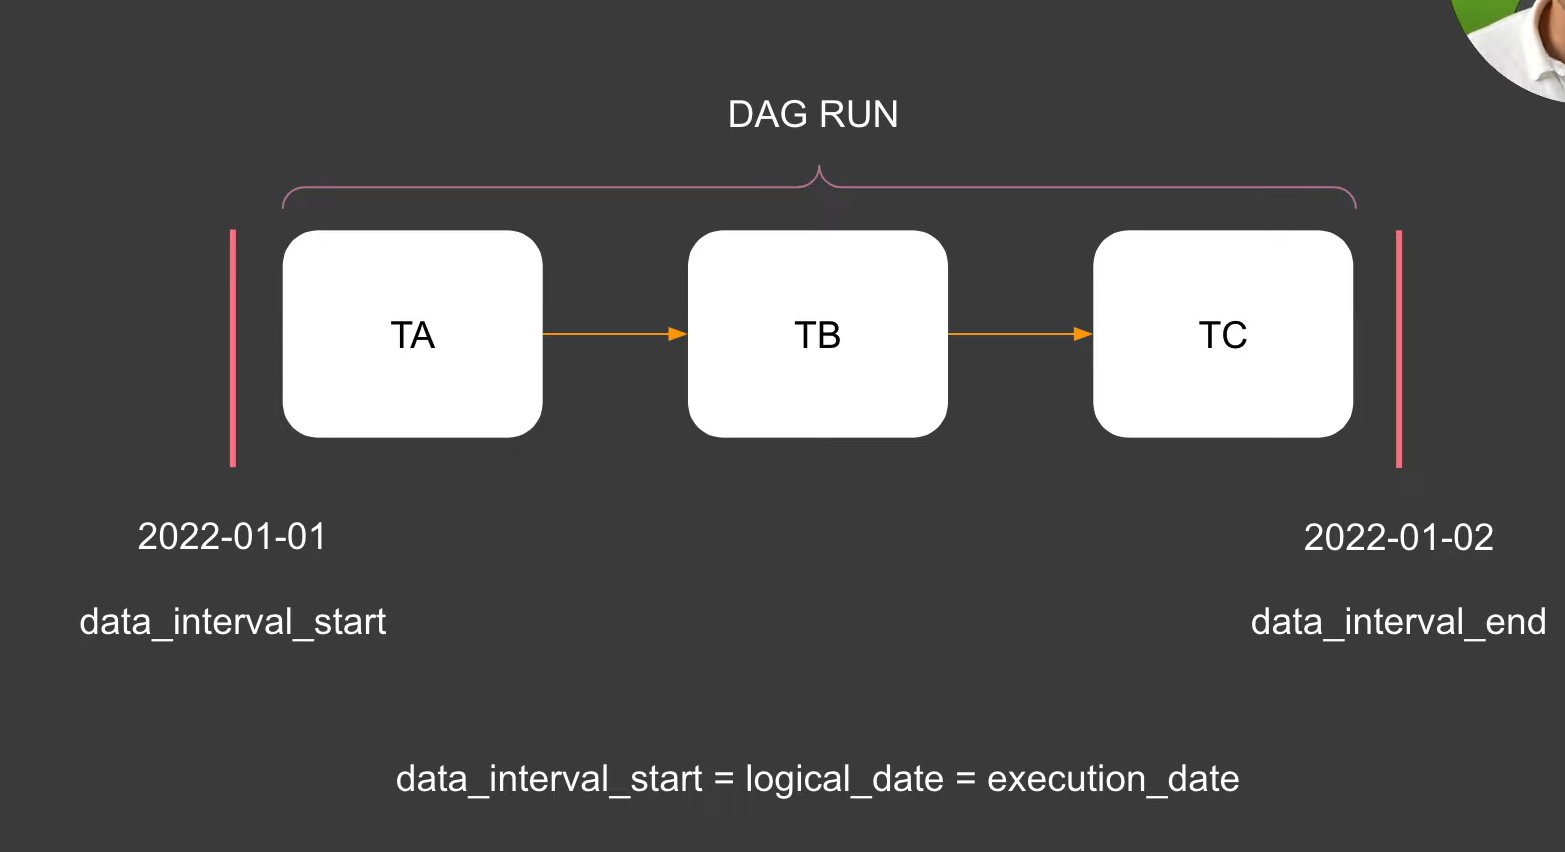 DAG RUN
TA
TB
TC
2022-01-01
2022-01-02
data_interval_start
data_interval_end
data_interval_start = logical_date = execution_date